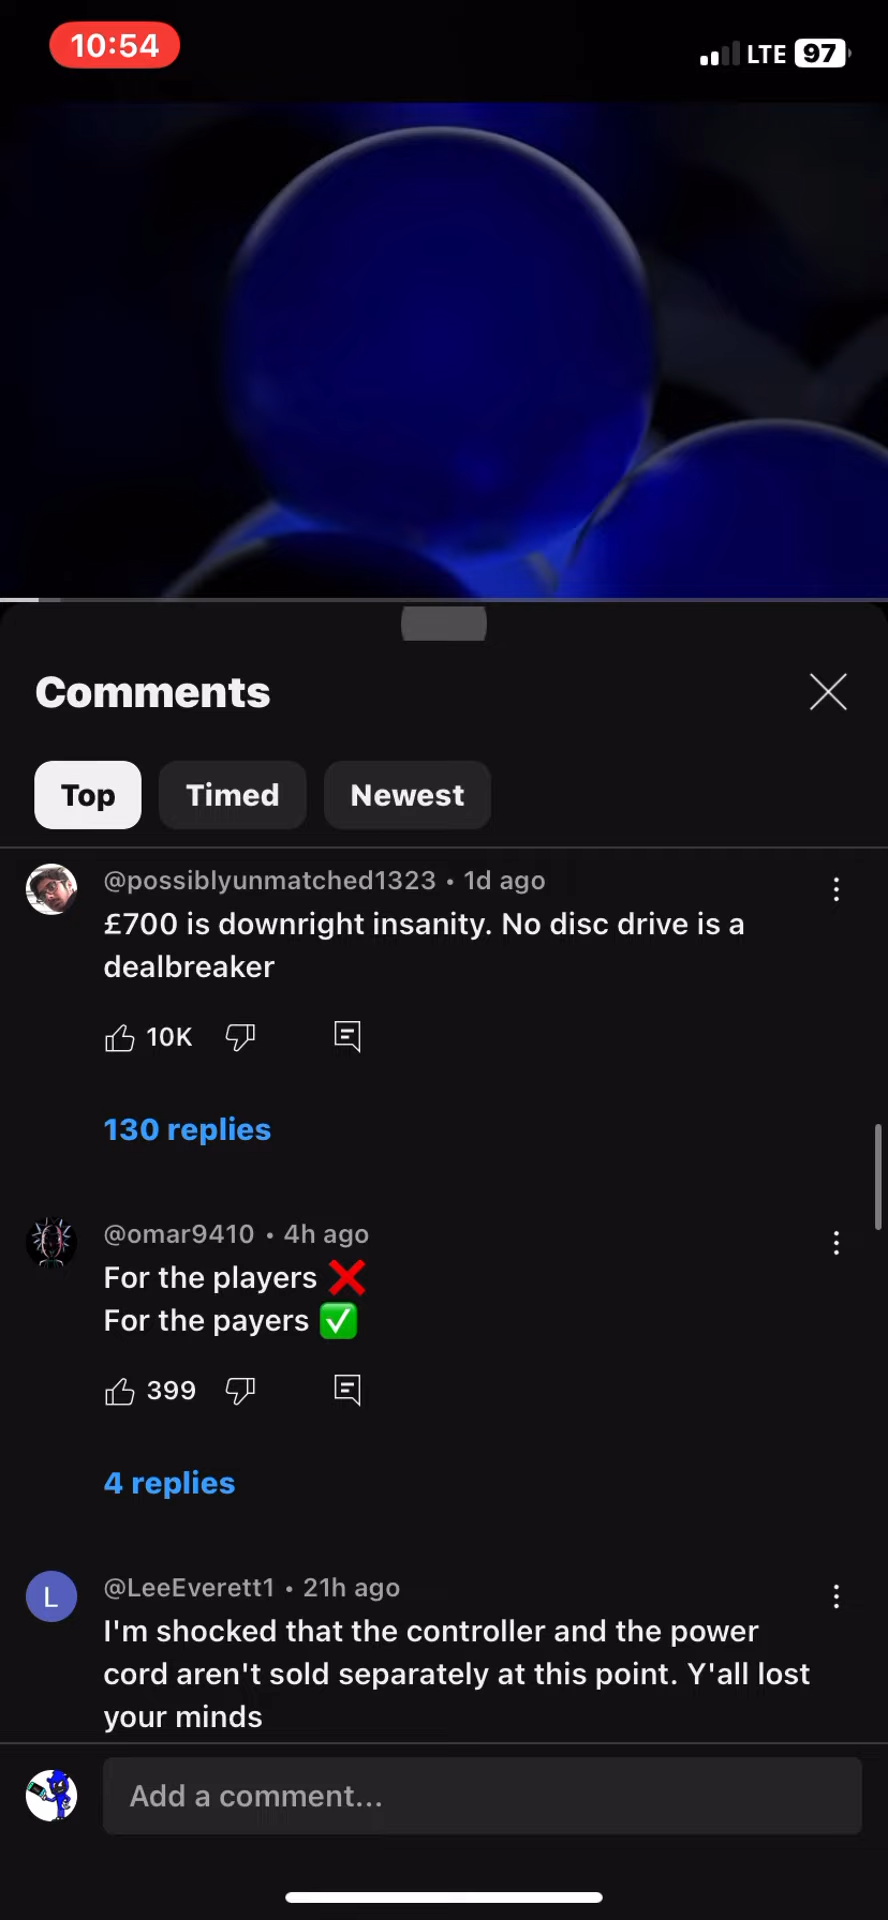 10:54
LTE 97
Comments
Top Timed Newest
@possiblyunmatched1323 • 1d ago
£700 is downright insanity. No disc drive is a
dealbreaker
10K
130 replies
@omar9410 • 4h ago
For the players ❌
For the payers ✅
399
4 replies
L
@LeeEverett1 • 21h ago
I'm shocked that the controller and the power
cord aren't sold separately at this point. Y'all lost
your minds
Add a comment...